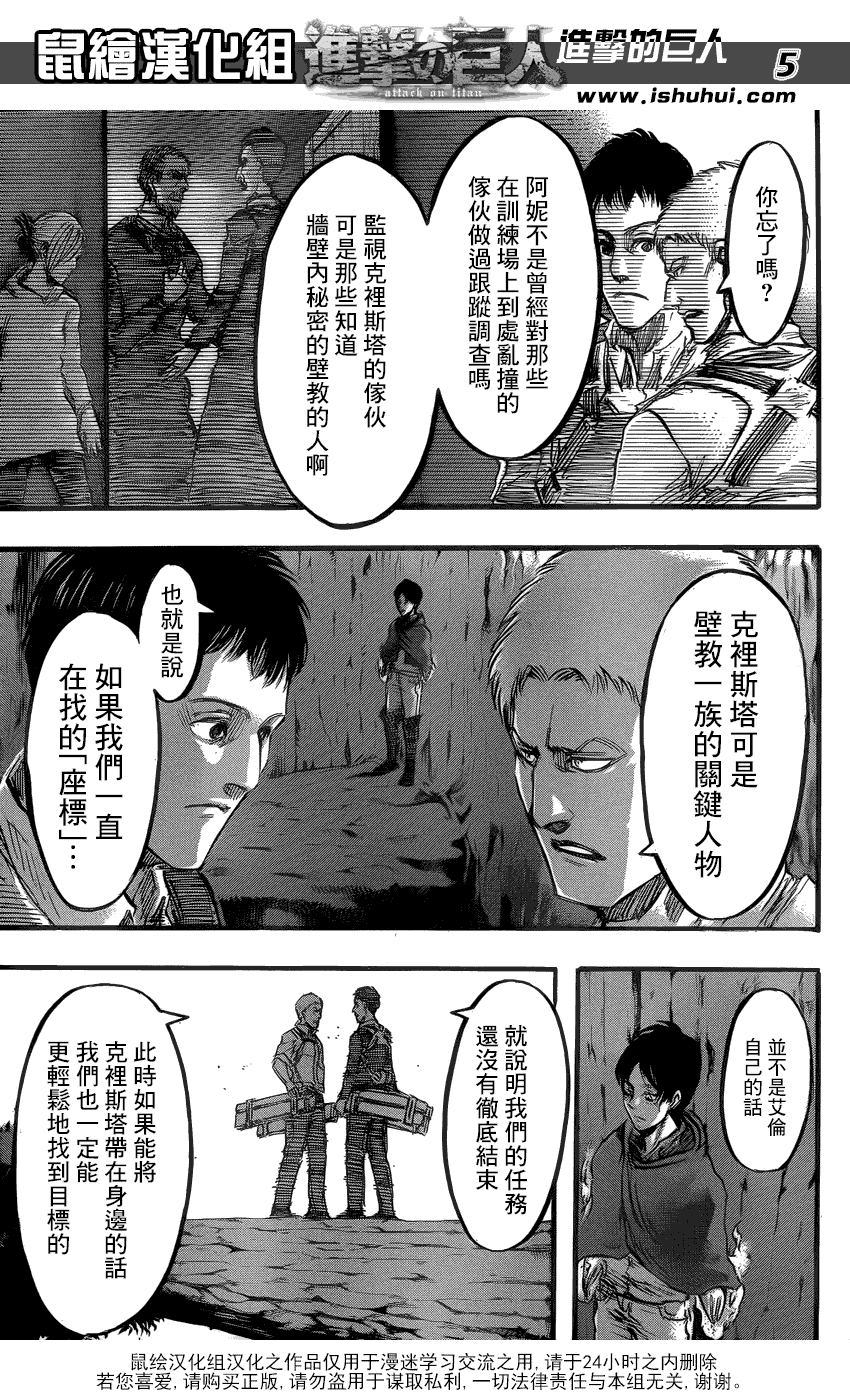 鼠繪漢化組
進撃の巨人
attack on titan
進擊的巨人
5
www.ishuhui.com
你忘了嗎?
阿妮不是曾經對那些
在訓練場上到處亂撞的
傢伙做過跟蹤調查嗎
監視克裡斯塔的傢伙
可是那些知道
牆壁內秘密的壁教的人啊
克裡斯塔可是
壁教一族的關鍵人物
也就是說
如果我們一直
在找的「座標」…
並不是艾倫
自己的話
就說明我們的任務
還沒有徹底結束
此時如果能將
克裡斯塔帶在身邊的話
我們也一定能
更輕鬆地找到目標的
鼠绘汉化组汉化之作品仅用于漫迷学习交流之用, 请于24小时之内删除
若您喜爱, 请购买正版, 请勿盗用于谋取私利, 一切法律责任与本组无关, 谢谢.